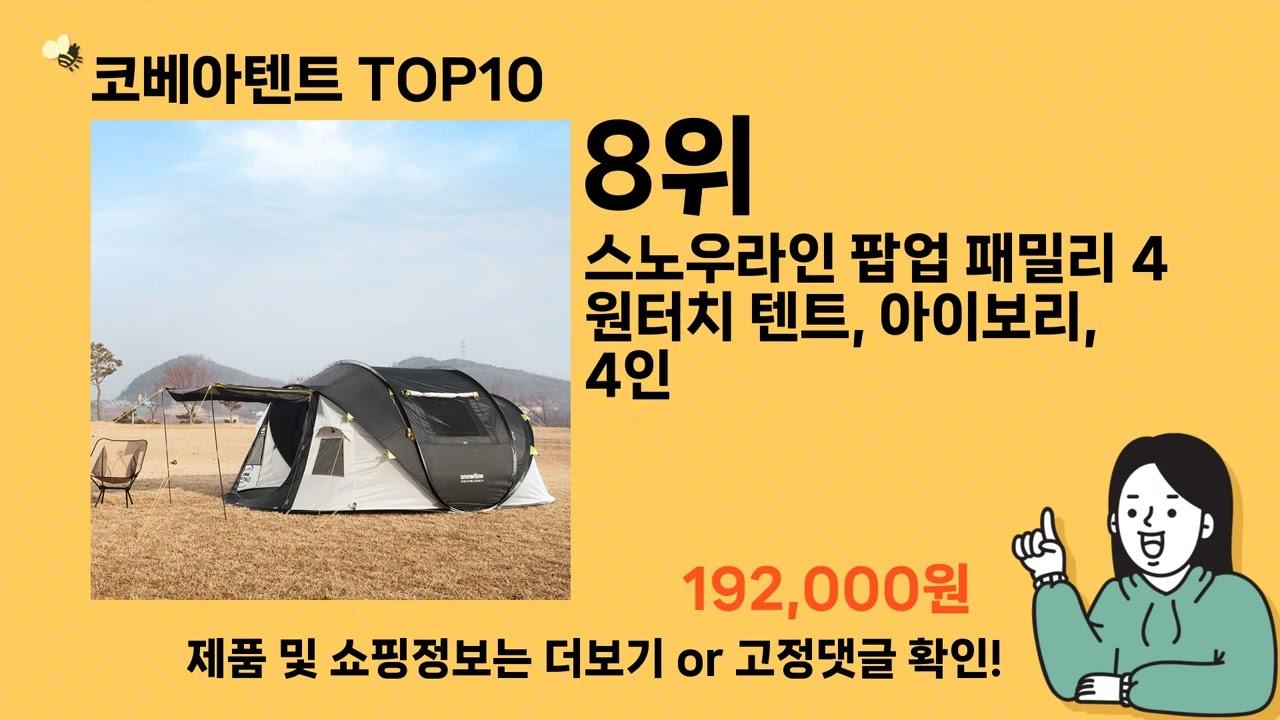 코베아텐트 TOP10
8위
스노우라인 팝업 패밀리 4
원터치 텐트, 아이보리,
4인
snowline
192,000원
제품 및 쇼핑정보는 더보기 or 고정댓글 확인!